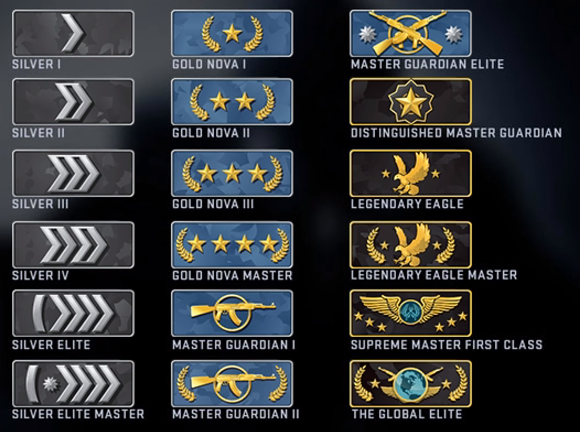 SILVER I
SILVER II
SILVER III
SILVER IV
SILVER ELITE
SILVER ELITE MASTER
GOLD NOVA I
GOLD NOVA II
GOLD NOVA III
GOLD NOVA MASTER
MASTER GUARDIAN I
MASTER GUARDIAN II
MASTER GUARDIAN ELITE
DISTINGUISHED MASTER GUARDIAN
LEGENDARY EAGLE
LEGENDARY EAGLE MASTER
SUPREME MASTER FIRST CLASS
THE GLOBAL ELITE